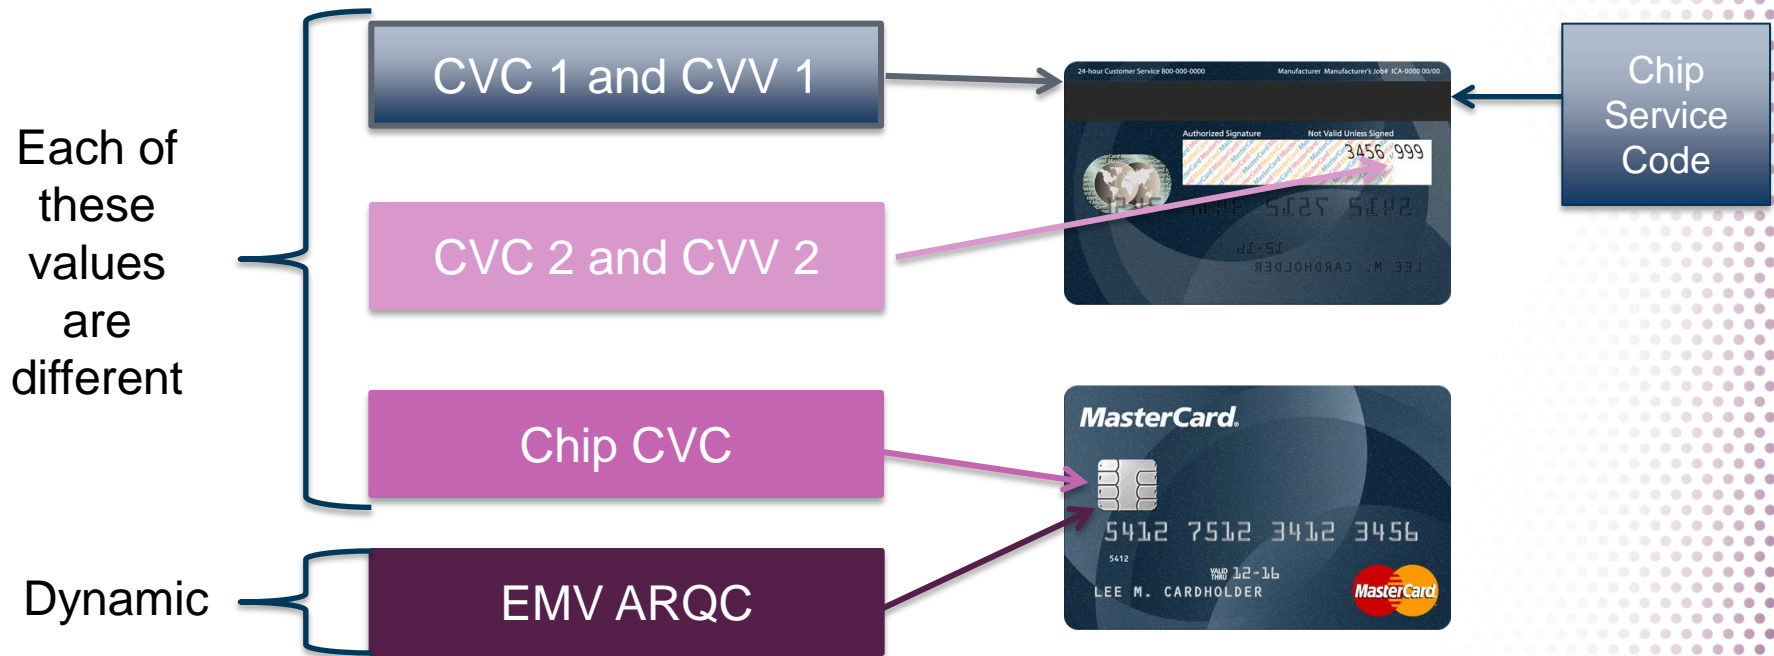 Each of
these
values
are
different
CVC 1 and CVV 1
CVC 2 and CVV 2
Chip CVC
Dynamic
EMV ARQC
24-hour Customer Service 800-000-0000
Manufacturer Manufacturer's Job# ICA-0000 00/00
Authorized Signature
Not Valid Unless Signed
3456 999
Chip
Service
Code
MasterCard.
5412 7512 3412 3456
5412
VALID THRU 12-16
LEE M. CARDHOLDER
MasterCard